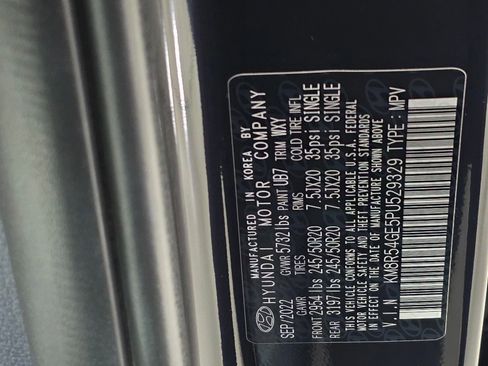 MANUFACTURED IN KOREA BY
HYUNDAI MOTOR COMPANY
SEP/2022 GVWR 5732 lbs PAINT UB7 TRIM WXY
GAWR TIRES RIMS COLD TIRE INFL
FRONT 2954 lbs 245/50R20 7.5JX20 35psi SINGLE
REAR 3197 lbs 245/50R20 7.5JX20 35psi SINGLE
THIS VEHICLE CONFORMS TO ALL APPLICABLE U.S.A. FEDERAL
MOTOR VEHICLE SAFETY, BUMPER, AND THEFT PREVENTION
STANDARDS IN EFFECT ON THE DATE OF MANUFACTURE SHOWN ABOVE.
V.I.N : KM8R54GE5PU529329 TYPE : MPV